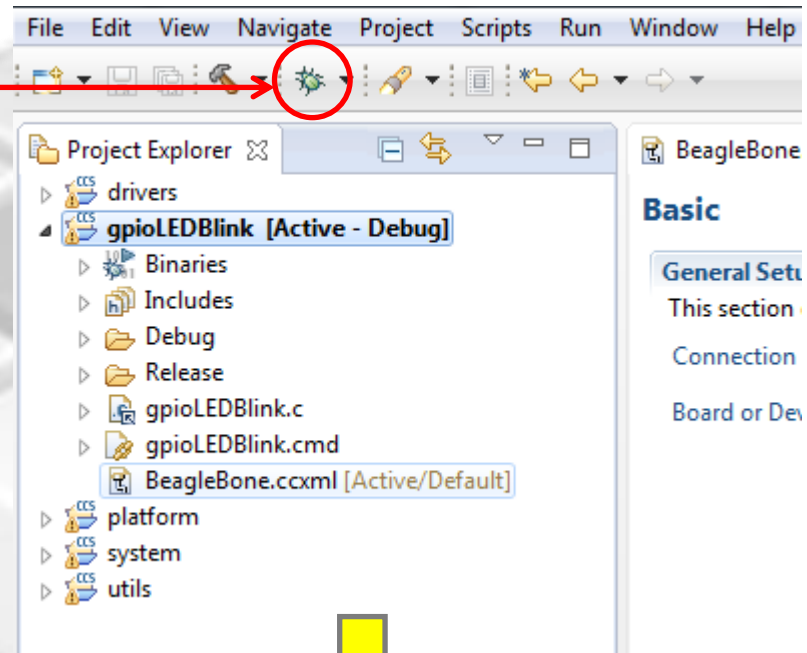 File Edit View Navigate Project Scripts Run Window Help
Project Explorer
drivers
gpioLEDBlink [Active - Debug]
Binaries
Includes
Debug
Release
gpioLEDBlink.c
gpioLEDBlink.cmd
BeagleBone.ccxml [Active/Default]
platform
system
utils
BeagleBone
Basic
General Setu
This section
Connection
Board or Dev